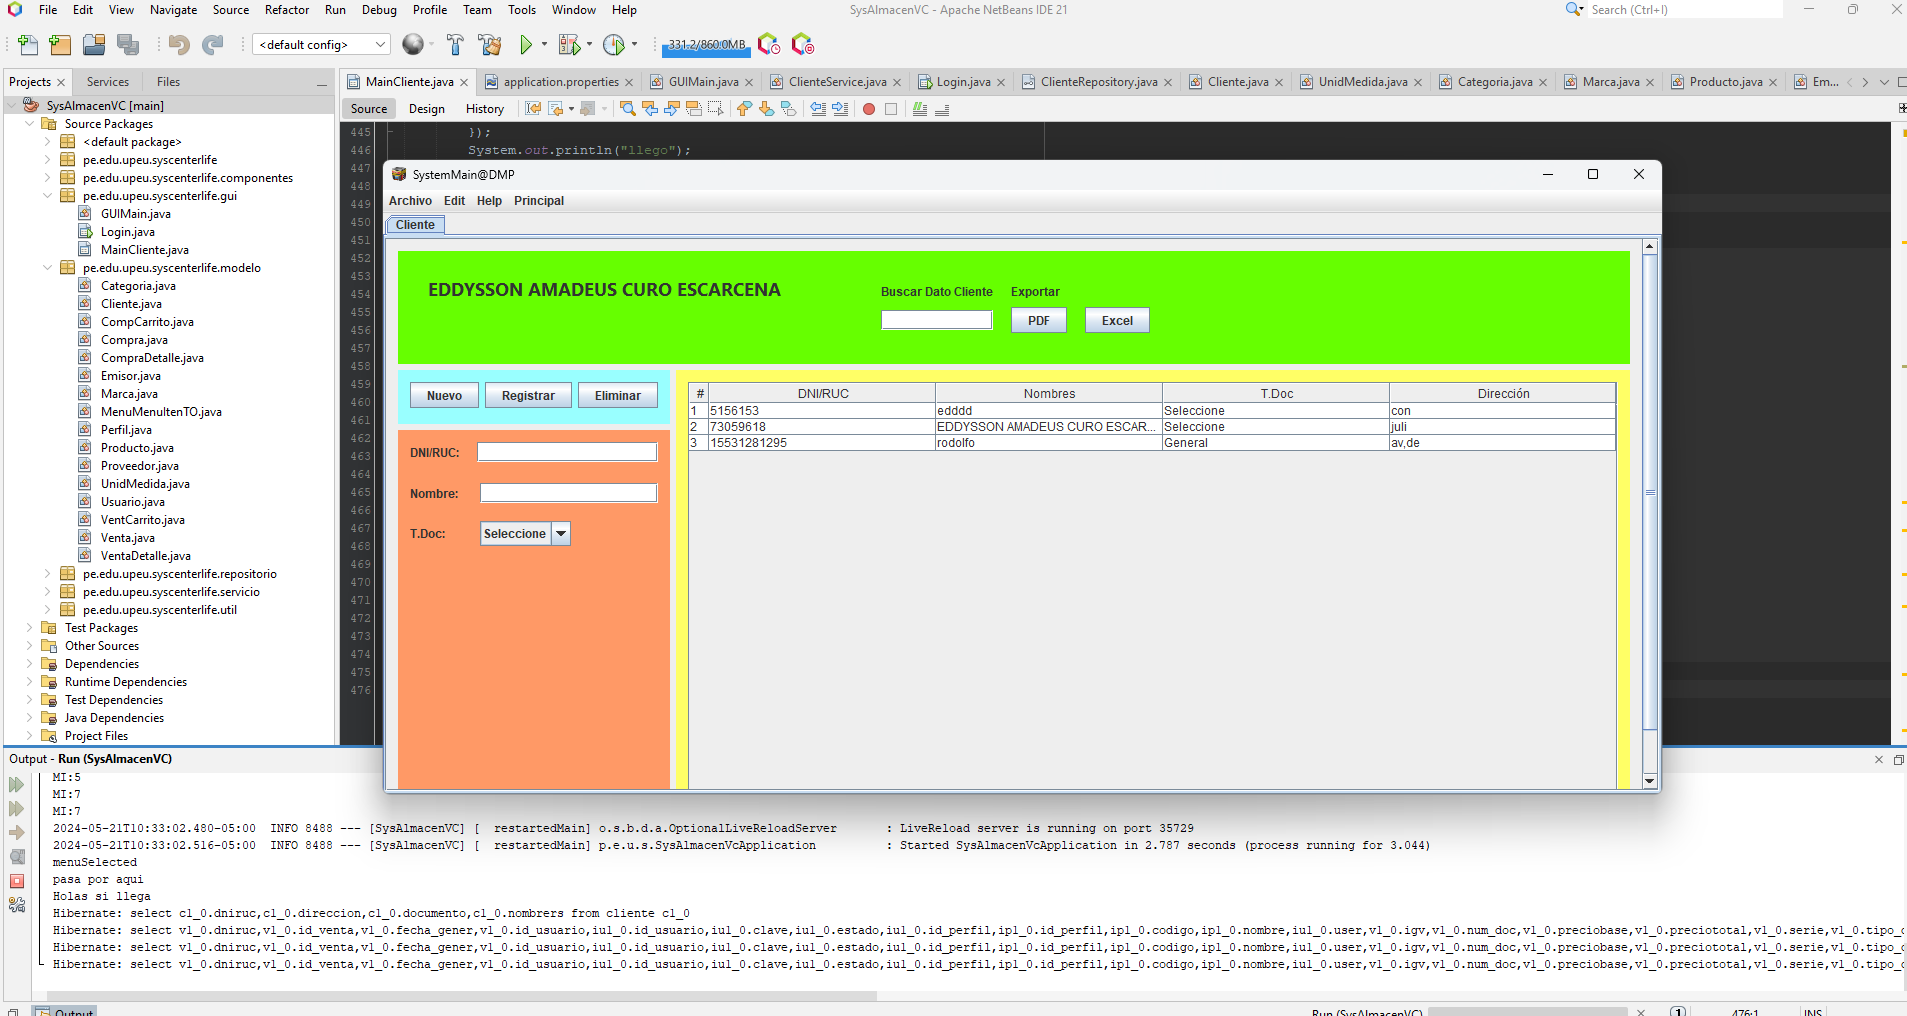 File Edit View Navigate Source Refactor Run Debug Profile Team Tools Window Help
SysAlmacenVC - Apache NetBeans IDE 21
Search (Ctrl+I)
<default config>
331.2/860.0MB
Projects Services Files
MainCliente.java application.properties GUIMain.java ClienteService.java Login.java ClienteRepository.java Cliente.java UnidMedida.java Categoria.java Marca.java Producto.java Em...
SysAlmacenVC [main]
Source Packages
<default package>
pe.edu.upeu.syscenterlife
pe.edu.upeu.syscenterlife.componentes
pe.edu.upeu.syscenterlife.gui
GUIMain.java
Login.java
MainCliente.java
pe.edu.upeu.syscenterlife.modelo
Categoria.java
Cliente.java
CompCarrito.java
Compra.java
CompraDetalle.java
Emisor.java
Marca.java
MenuMenuItenTO.java
Perfil.java
Producto.java
Proveedor.java
UnidMedida.java
Usuario.java
VentCarrito.java
Venta.java
VentaDetalle.java
pe.edu.upeu.syscenterlife.repositorio
pe.edu.upeu.syscenterlife.servicio
pe.edu.upeu.syscenterlife.util
Test Packages
Other Sources
Dependencies
Runtime Dependencies
Test Dependencies
Java Dependencies
Project Files
Source Design History
445 });
446 System.out.println("llego");
447
448
449
450
451
452
453
454
455
456
457
458
459
460
461
462
463
464
465
466
467
468
469
470
471
472
473
474
475
476
SystemMain@DMP
Archivo Edit Help Principal
Cliente
EDDYSSON AMADEUS CURO ESCARCENA
Buscar Dato Cliente Exportar
PDF Excel
Nuevo Registrar Eliminar
DNI/RUC:
Nombre:
T.Doc: Seleccione
# DNI/RUC Nombres T.Doc Dirección
1 5156153 edddd Seleccione con
2 73059618 EDDYSSON AMADEUS CURO ESCAR... Seleccione juli
3 15531281295 rodolfo General av,de
Output - Run (SysAlmacenVC)
MI:5
MI:7
MI:7
2024-05-21T10:33:02.480-05:00 INFO 8488 --- [SysAlmacenVC] [ restartedMain] o.s.b.d.a.OptionalLiveReloadServer : LiveReload server is running on port 35729
2024-05-21T10:33:02.516-05:00 INFO 8488 --- [SysAlmacenVC] [ restartedMain] p.e.u.s.SysAlmacenVcApplication : Started SysAlmacenVcApplication in 2.787 seconds (process running for 3.044)
menuSelected
pasa por aqui
Holas si llega
Hibernate: select c1_0.dniruc,c1_0.direccion,c1_0.documento,c1_0.nombrers from cliente c1_0
Hibernate: select v1_0.dniruc,v1_0.id_venta,v1_0.fecha_gener,v1_0.id_usuario,iu1_0.id_usuario,iu1_0.clave,iu1_0.estado,iu1_0.id_perfil,ip1_0.id_perfil,ip1_0.codigo,ip1_0.nombre,iu1_0.user,v1_0.igv,v1_0.num_doc,v1_0.preciobase,v1_0.preciototal,v1_0.serie,v1_0.tipo_
Hibernate: select v1_0.dniruc,v1_0.id_venta,v1_0.fecha_gener,v1_0.id_usuario,iu1_0.id_usuario,iu1_0.clave,iu1_0.estado,iu1_0.id_perfil,ip1_0.id_perfil,ip1_0.codigo,ip1_0.nombre,iu1_0.user,v1_0.igv,v1_0.num_doc,v1_0.preciobase,v1_0.preciototal,v1_0.serie,v1_0.tipo_
Hibernate: select v1_0.dniruc,v1_0.id_venta,v1_0.fecha_gener,v1_0.id_usuario,iu1_0.id_usuario,iu1_0.clave,iu1_0.estado,iu1_0.id_perfil,ip1_0.id_perfil,ip1_0.codigo,ip1_0.nombre,iu1_0.user,v1_0.igv,v1_0.num_doc,v1_0.preciobase,v1_0.preciototal,v1_0.serie,v1_0.tipo_
Output
Run (SysAlmacenVC) 1 476:1 INS